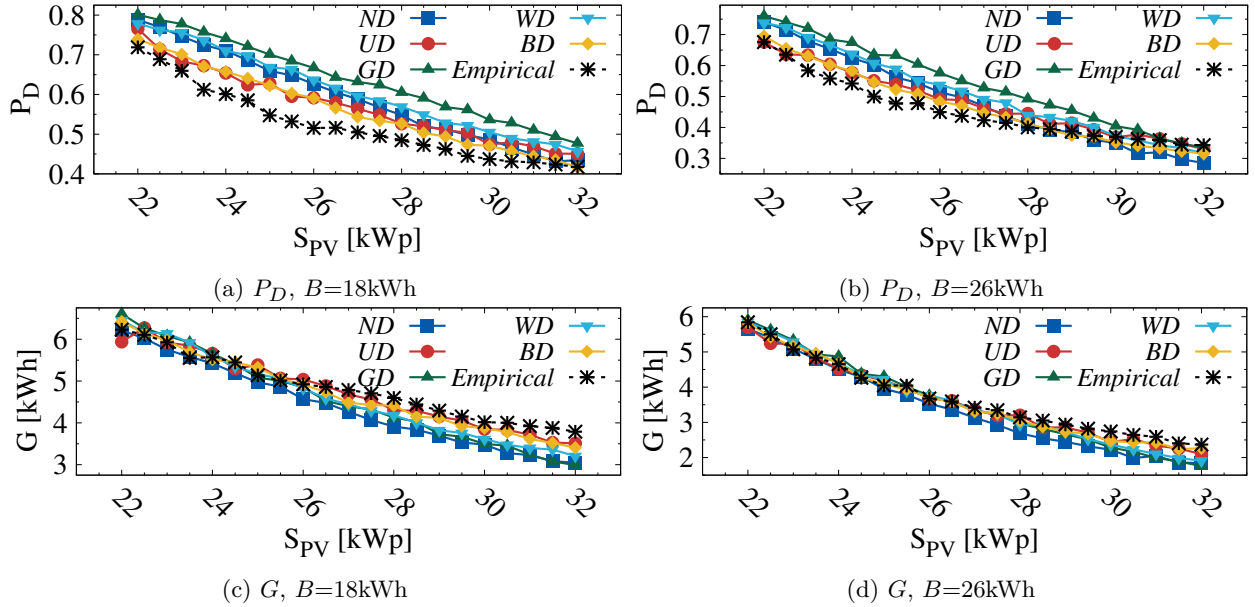 0.8
0.7
0.6
0.5
0.4
P_D
ND
UD
GD
WD
BD
Empirical
22
24
26
28
30
32
S_PV [kWp]
(a) P_D, B=18kWh
0.7
0.6
0.5
0.4
0.3
P_D
ND
UD
GD
WD
BD
Empirical
22
24
26
28
30
32
S_PV [kWp]
(b) P_D, B=26kWh
6
5
4
3
G [kWh]
ND
UD
GD
WD
BD
Empirical
22
24
26
28
30
32
S_PV [kWp]
(c) G, B=18kWh
6
5
4
3
2
G [kWh]
ND
UD
GD
WD
BD
Empirical
22
24
26
28
30
32
S_PV [kWp]
(d) G, B=26kWh